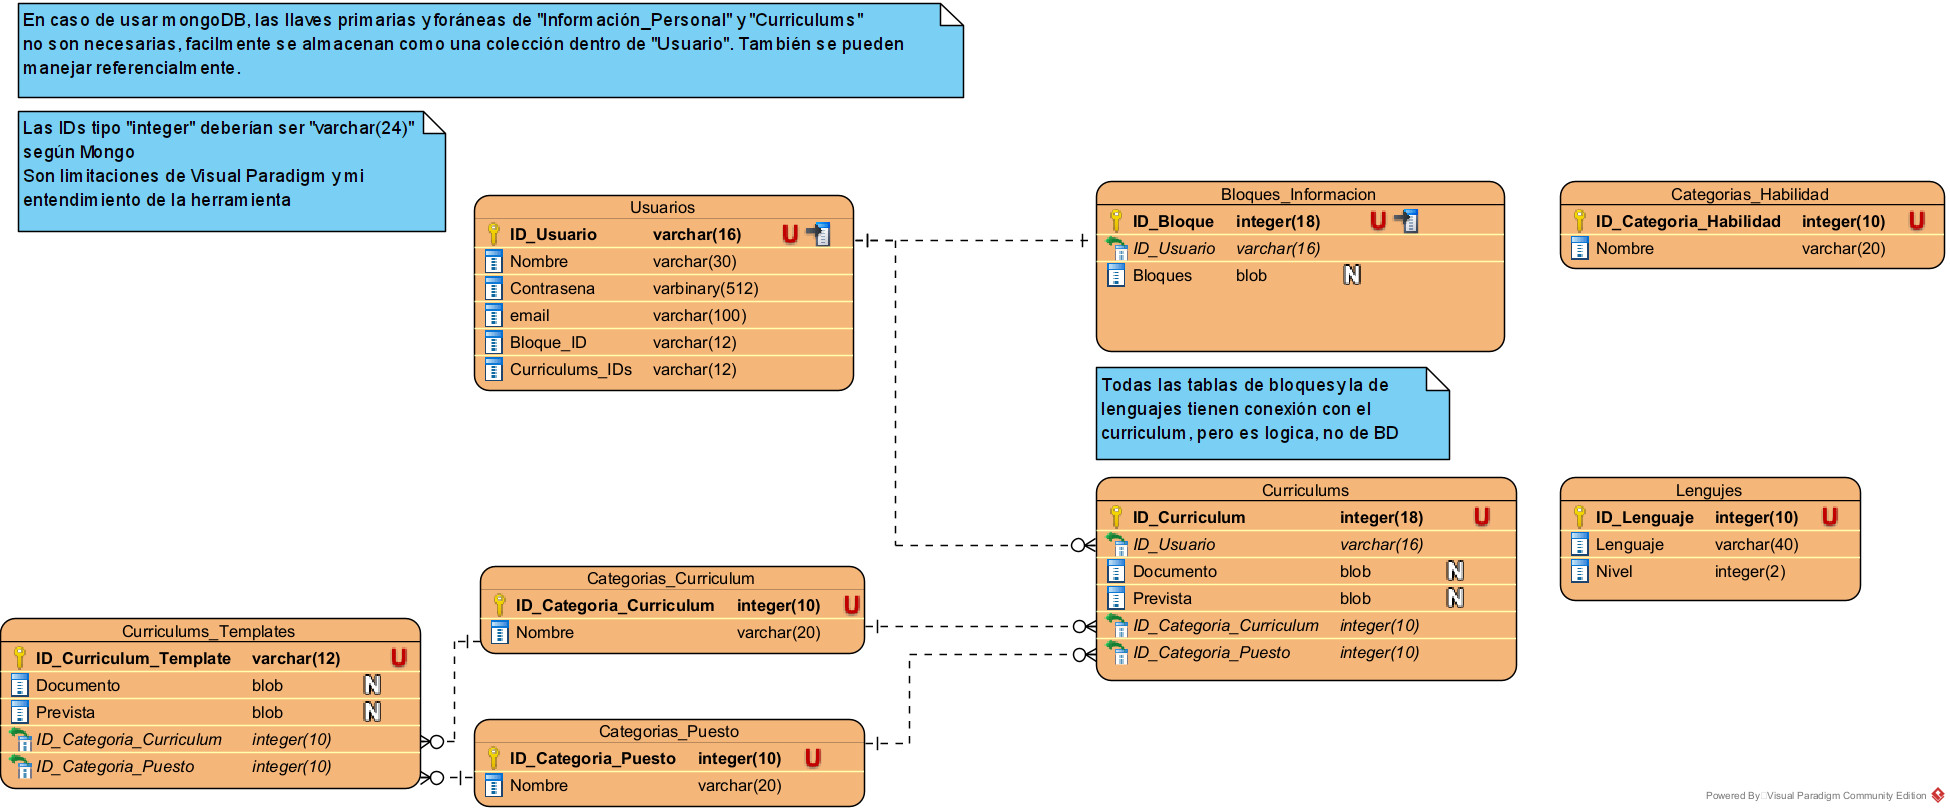 En caso de usar mongoDB, las llaves primarias y foráneas de "Información_Personal" y "Curriculums"
no son necesarias, facilmente se almacenan como una colección dentro de "Usuario". También se pueden
manejar referencialmente.
Las IDs tipo "integer" deberían ser "varchar(24)"
según Mongo
Son limitaciones de Visual Paradigm y mi
entendimiento de la herramienta
Usuarios
ID_Usuario varchar(16) U
Nombre varchar(30)
Contrasena varbinary(512)
email varchar(100)
Bloque_ID varchar(12)
Curriculums_IDs varchar(12)
Bloques_Informacion
ID_Bloque integer(18) U
ID_Usuario varchar(16)
Bloques blob N
Categorias_Habilidad
ID_Categoria_Habilidad integer(10) U
Nombre varchar(20)
Todas las tablas de bloques y la de
lenguajes tienen conexión con el
curriculum, pero es logica, no de BD
Curriculums
ID_Curriculum integer(18) U
ID_Usuario varchar(16)
Documento blob N
Prevista blob N
ID_Categoria_Curriculum integer(10)
ID_Categoria_Puesto integer(10)
Lengujes
ID_Lenguaje integer(10) U
Lenguaje varchar(40)
Nivel integer(2)
Categorias_Curriculum
ID_Categoria_Curriculum integer(10) U
Nombre varchar(20)
Curriculums_Templates
ID_Curriculum_Template varchar(12) U
Documento blob N
Prevista blob N
ID_Categoria_Curriculum integer(10)
ID_Categoria_Puesto integer(10)
Categorias_Puesto
ID_Categoria_Puesto integer(10) U
Nombre varchar(20)
Powered By Visual Paradigm Community Edition